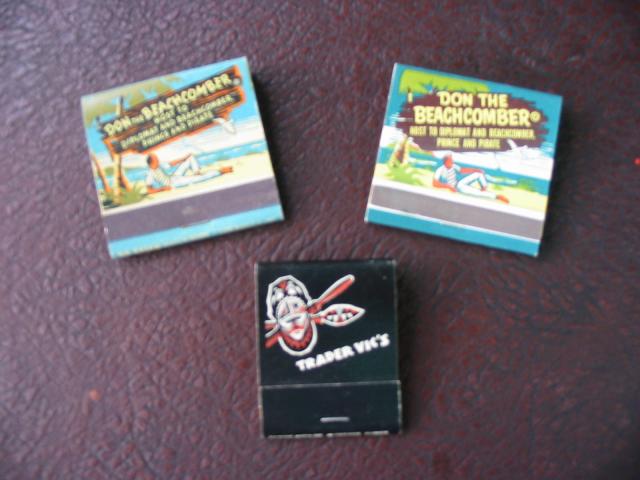 DON THE BEACHCOMBER®
HOST TO
DIPLOMAT AND BEACHCOMBER
PRINCE AND PIRATE
DON THE
BEACHCOMBER®
HOST TO DIPLOMAT AND BEACHCOMBER
PRINCE AND PIRATE
TRADER VIC'S